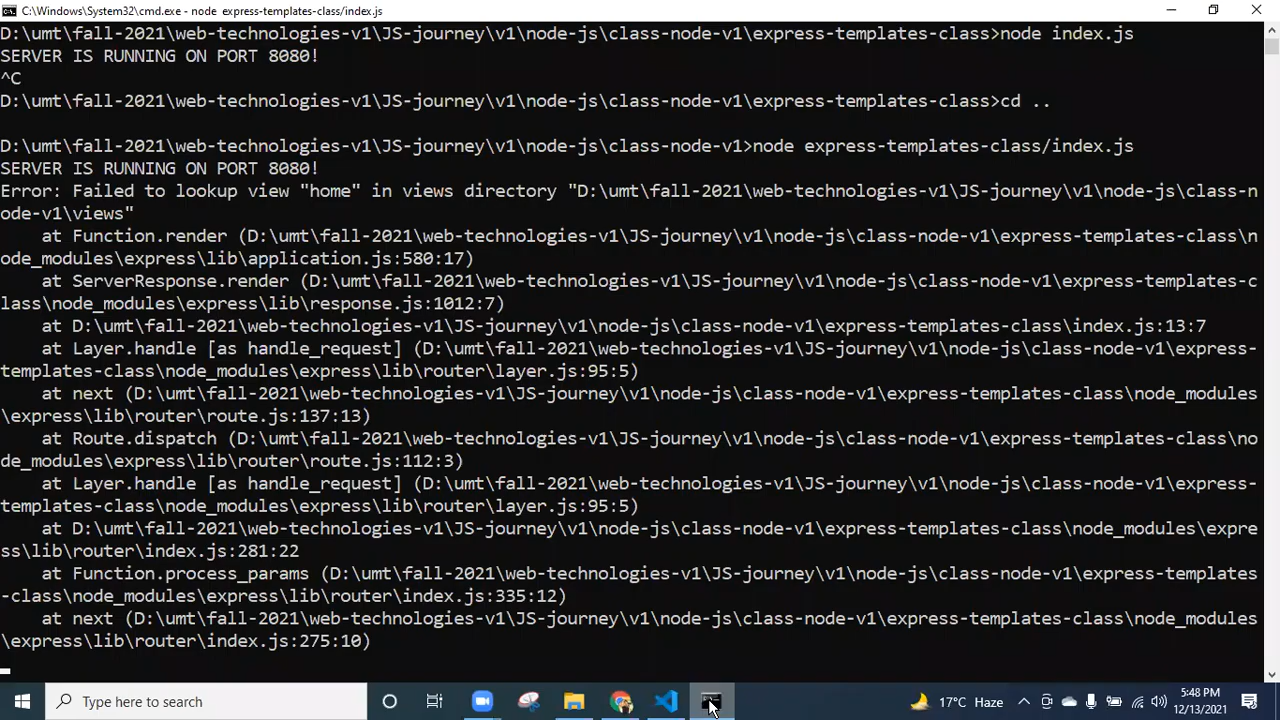 C:\Windows\System32\cmd.exe - node express-templates-class/index.js
D:\umt\fall-2021\web-technologies-v1\JS-journey\v1\node-js\class-node-v1\express-templates-class>node index.js
SERVER IS RUNNING ON PORT 8080!
^C
D:\umt\fall-2021\web-technologies-v1\JS-journey\v1\node-js\class-node-v1\express-templates-class>cd ..
D:\umt\fall-2021\web-technologies-v1\JS-journey\v1\node-js\class-node-v1>node express-templates-class/index.js
SERVER IS RUNNING ON PORT 8080!
Error: Failed to lookup view "home" in views directory "D:\umt\fall-2021\web-technologies-v1\JS-journey\v1\node-js\class-n
ode-v1\views"
at Function.render (D:\umt\fall-2021\web-technologies-v1\JS-journey\v1\node-js\class-node-v1\express-templates-class\n
ode_modules\express\lib\application.js:580:17)
at ServerResponse.render (D:\umt\fall-2021\web-technologies-v1\JS-journey\v1\node-js\class-node-v1\express-templates-c
lass\node_modules\express\lib\response.js:1012:7)
at D:\umt\fall-2021\web-technologies-v1\JS-journey\v1\node-js\class-node-v1\express-templates-class\index.js:13:7
at Layer.handle [as handle_request] (D:\umt\fall-2021\web-technologies-v1\JS-journey\v1\node-js\class-node-v1\express-
templates-class\node_modules\express\lib\router\layer.js:95:5)
at next (D:\umt\fall-2021\web-technologies-v1\JS-journey\v1\node-js\class-node-v1\express-templates-class\node_modules
\express\lib\router\route.js:137:13)
at Route.dispatch (D:\umt\fall-2021\web-technologies-v1\JS-journey\v1\node-js\class-node-v1\express-templates-class\no
de_modules\express\lib\router\route.js:112:3)
at Layer.handle [as handle_request] (D:\umt\fall-2021\web-technologies-v1\JS-journey\v1\node-js\class-node-v1\express-
templates-class\node_modules\express\lib\router\layer.js:95:5)
at D:\umt\fall-2021\web-technologies-v1\JS-journey\v1\node-js\class-node-v1\express-templates-class\node_modules\expre
ss\lib\router\index.js:281:22
at Function.process_params (D:\umt\fall-2021\web-technologies-v1\JS-journey\v1\node-js\class-node-v1\express-templates
-class\node_modules\express\lib\router\index.js:335:12)
at next (D:\umt\fall-2021\web-technologies-v1\JS-journey\v1\node-js\class-node-v1\express-templates-class\node_modules
\express\lib\router\index.js:275:10)
Type here to search
17°C Haze
5:48 PM
12/13/2021